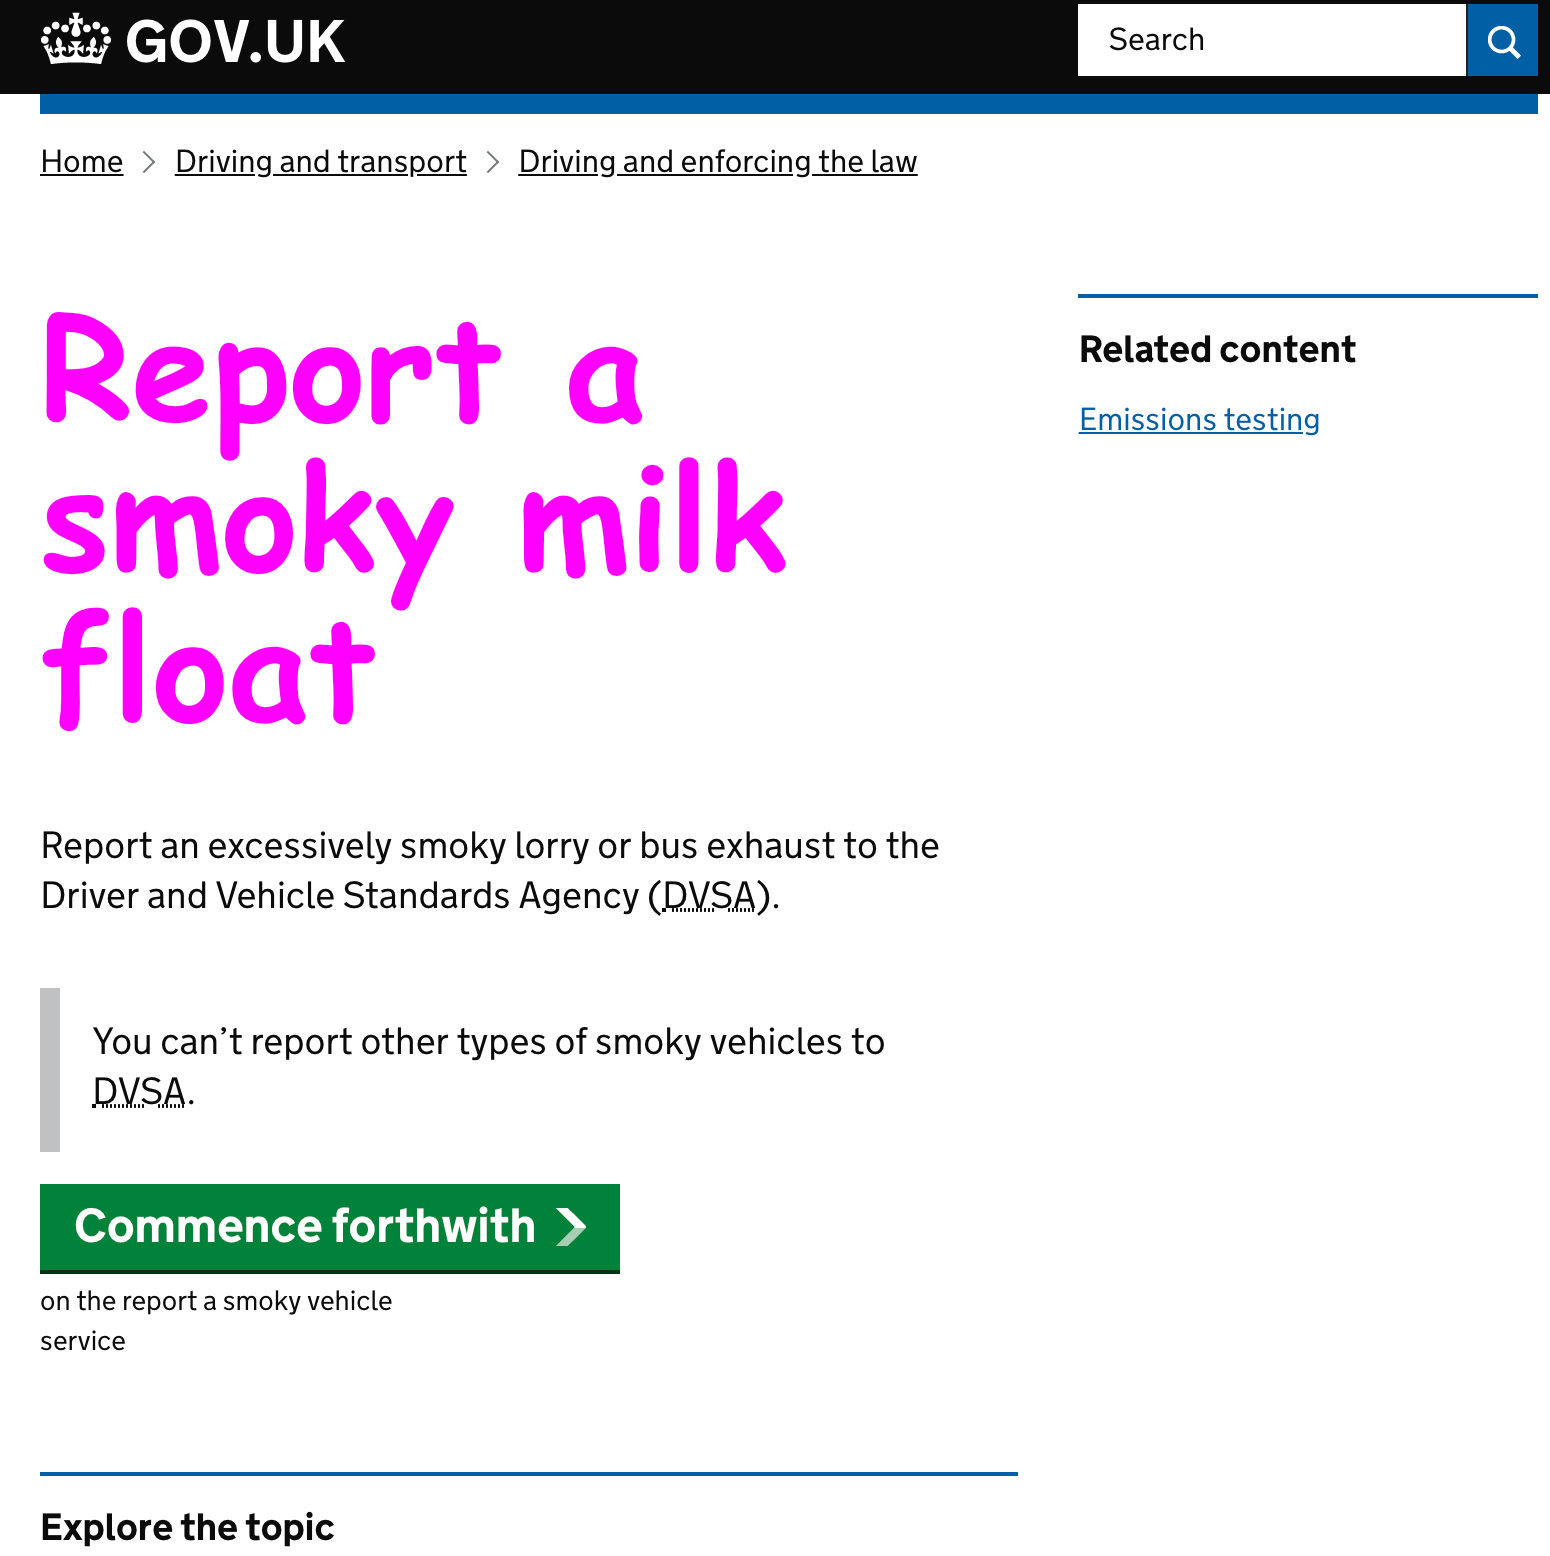 GOV.UK
Search
Home
Driving and transport
Driving and enforcing the law
Report a
smoky milk
float
Related content
Emissions testing
Report an excessively smoky lorry or bus exhaust to the
Driver and Vehicle Standards Agency (DVSA).
You can’t report other types of smoky vehicles to
DVSA.
Commence forthwith
on the report a smoky vehicle
service
Explore the topic